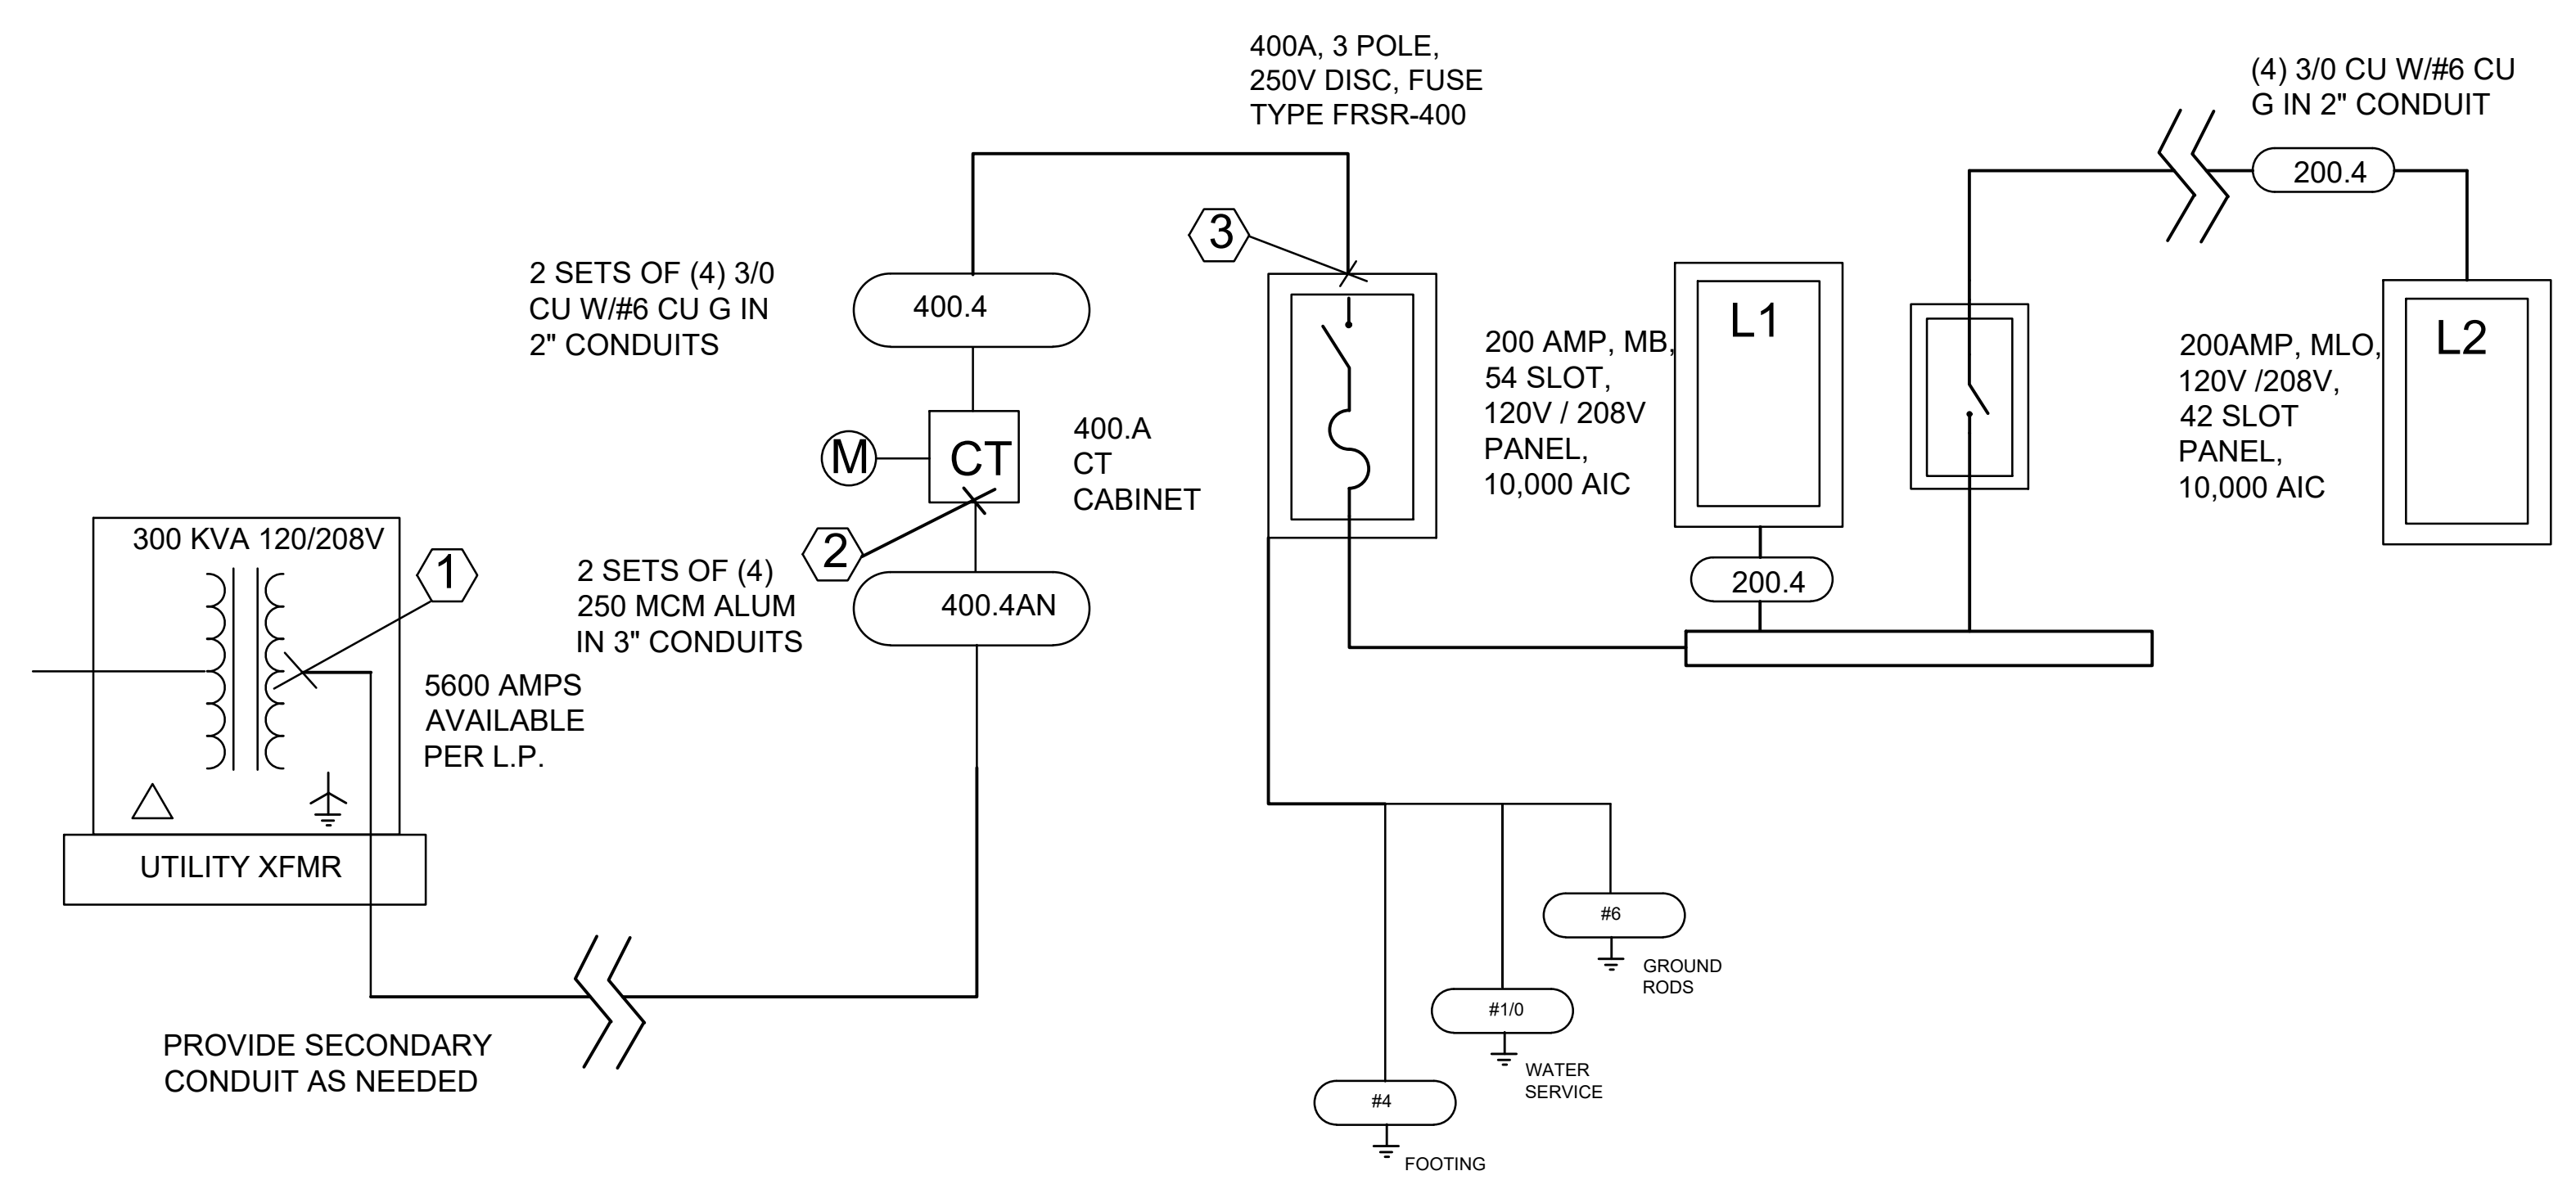 400A, 3 POLE,
250V DISC, FUSE
TYPE FRSR-400
(4) 3/0 CU W/#6 CU
G IN 2" CONDUIT
200.4
3
2 SETS OF (4) 3/0
CU W/#6 CU G IN
2" CONDUITS
400.4
M
CT
400.A
CT
CABINET
200 AMP, MB,
54 SLOT,
120V / 208V
PANEL,
10,000 AIC
L1
200.4
200AMP, MLO,
120V /208V,
42 SLOT
PANEL,
10,000 AIC
L2
300 KVA 120/208V
1
2
2 SETS OF (4)
250 MCM ALUM
IN 3" CONDUITS
400.4AN
5600 AMPS
AVAILABLE
PER L.P.
UTILITY XFMR
PROVIDE SECONDARY
CONDUIT AS NEEDED
#6
GROUND
RODS
#1/0
WATER
SERVICE
#4
FOOTING